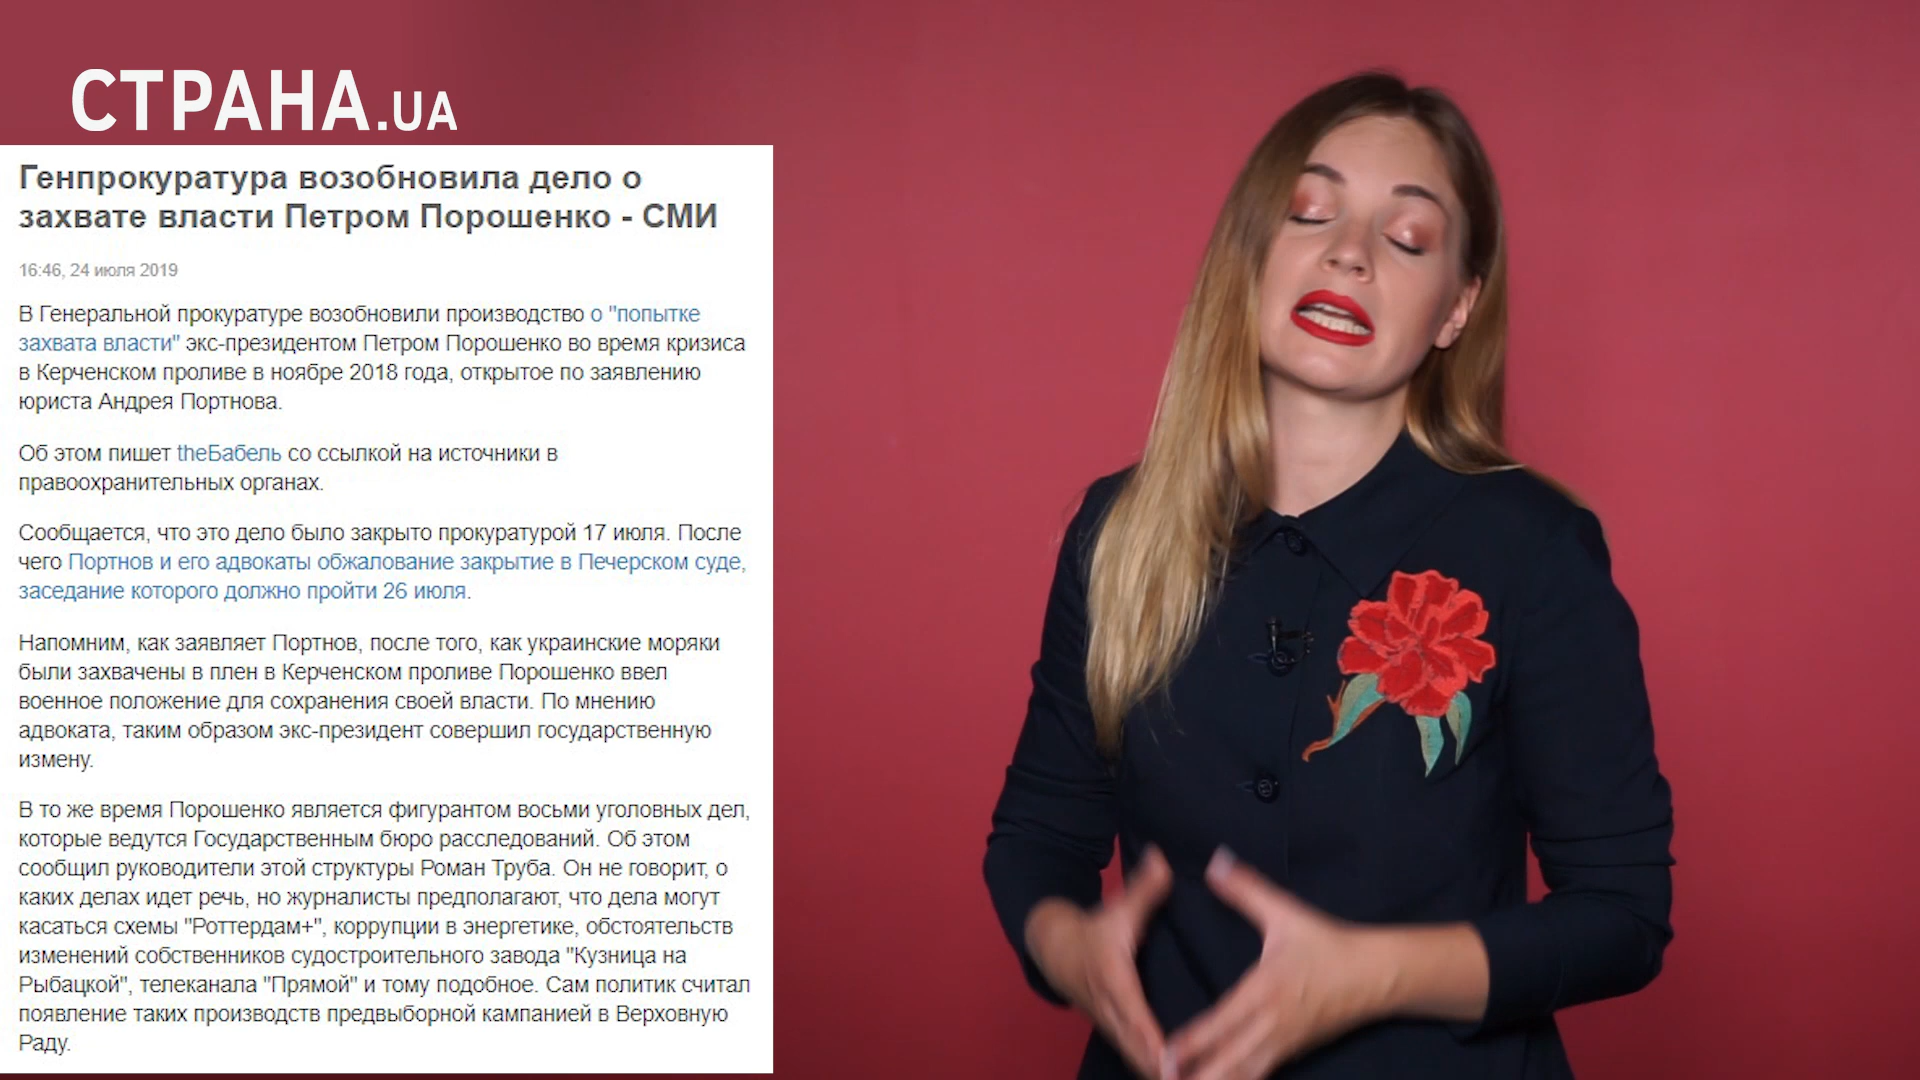 СТРАНА.UA
Генпрокуратура возобновила дело о
захвате власти Петром Порошенко - СМИ
16:46, 24 июля 2019
В Генеральной прокуратуре возобновили производство о "попытке
захвата власти" экс-президентом Петром Порошенко во время кризиса
в Керченском проливе в ноябре 2018 года, открытое по заявлению
юриста Андрея Портнова.
Об этом пишет theБабель со ссылкой на источники в
правоохранительных органах.
Сообщается, что это дело было закрыто прокуратурой 17 июля. После
чего Портнов и его адвокаты обжалование закрытие в Печерском суде,
заседание которого должно пройти 26 июля.
Напомним, как заявляет Портнов, после того, как украинские моряки
были захвачены в плен в Керченском проливе Порошенко ввел
военное положение для сохранения своей власти. По мнению
адвоката, таким образом экс-президент совершил государственную
измену.
В то же время Порошенко является фигурантом восьми уголовных дел,
которые ведутся Государственным бюро расследований. Об этом
сообщил руководители этой структуры Роман Труба. Он не говорит, о
каких делах идет речь, но журналисты предполагают, что дела могут
касаться схемы "Роттердам+", коррупции в энергетике, обстоятельств
изменений собственников судостроительного завода "Кузница на
Рыбацкой", телеканала "Прямой" и тому подобное. Сам политик считал
появление таких производств предвыборной кампанией в Верховную
Раду.